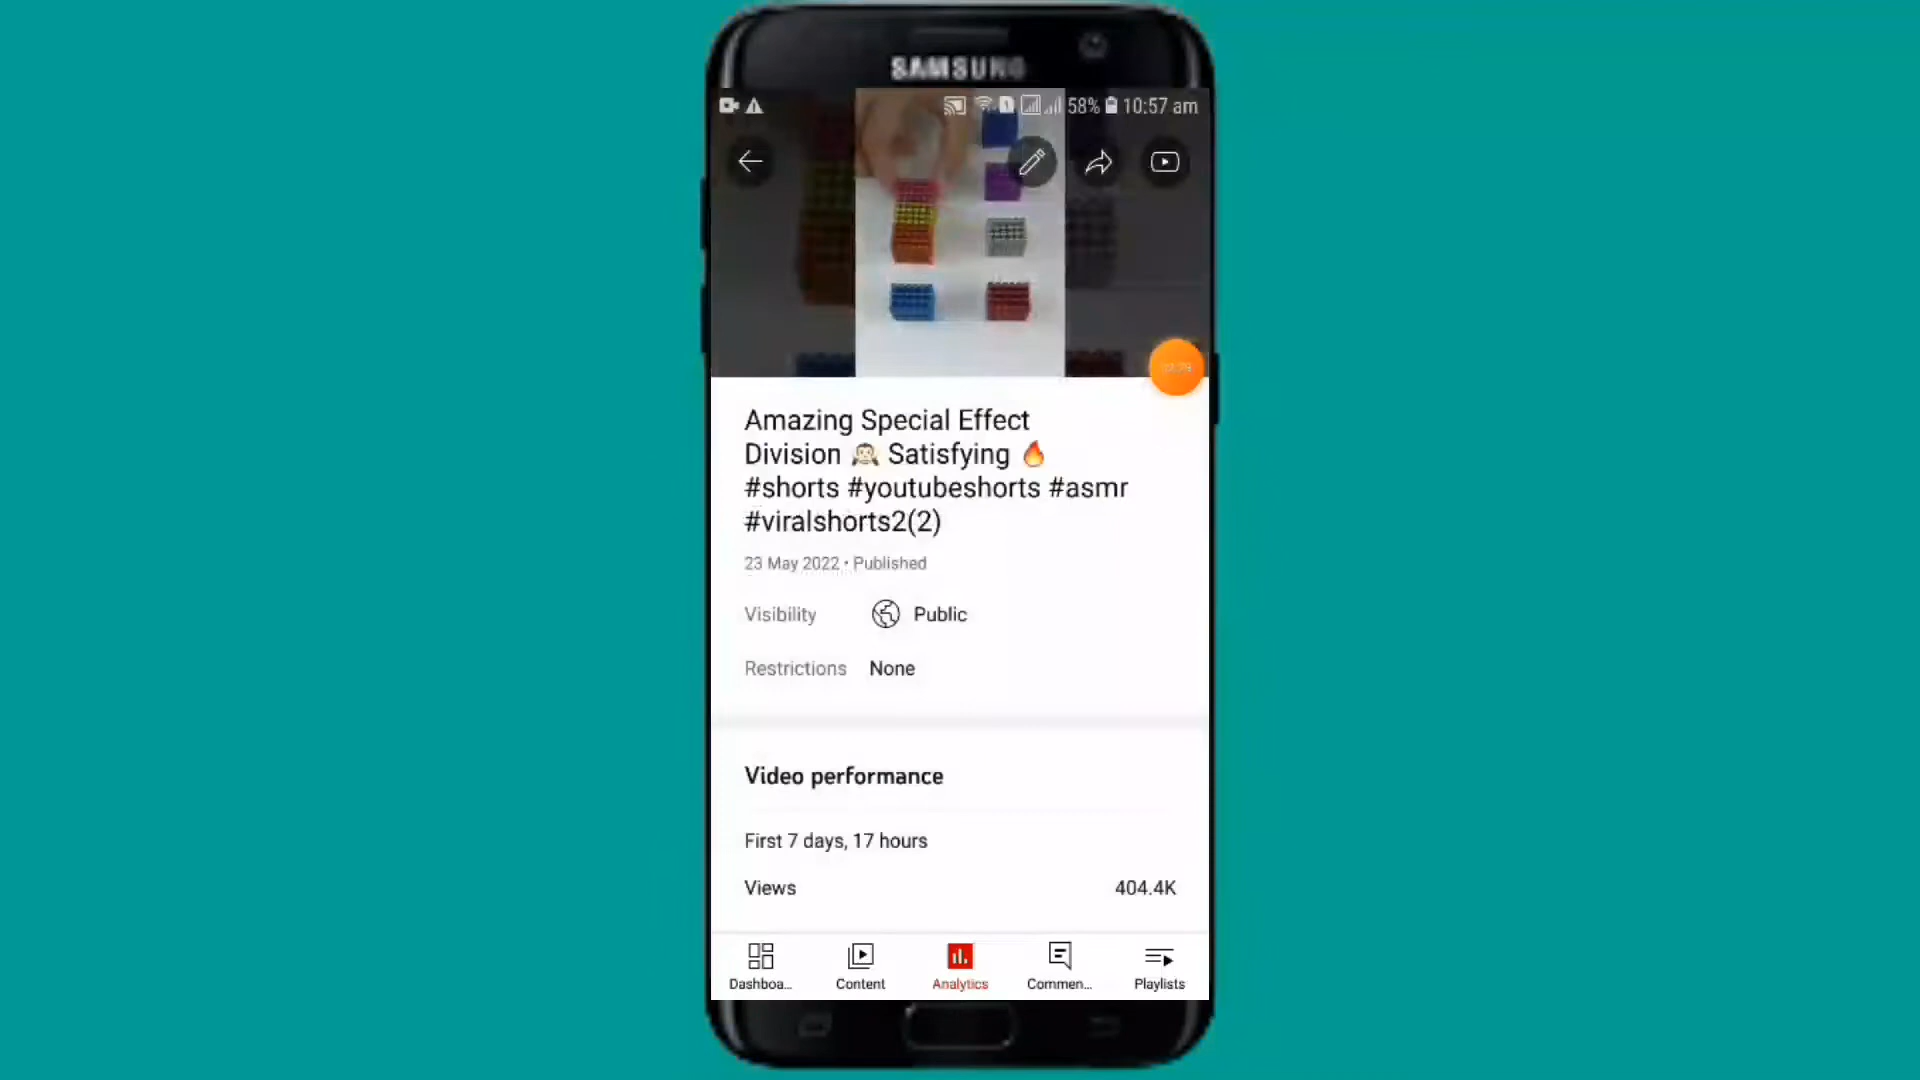 SAMSUNG
58% 10:57 am
Amazing Special Effect
Division 🙍🏻 Satisfying 🔥
#shorts #youtubeshorts #asmr
#viralshorts2(2)
23 May 2022 • Published
Visibility Public
Restrictions None
Video performance
First 7 days, 17 hours
Views 404.4K
Dashboa... Content Analytics Commen... Playlists